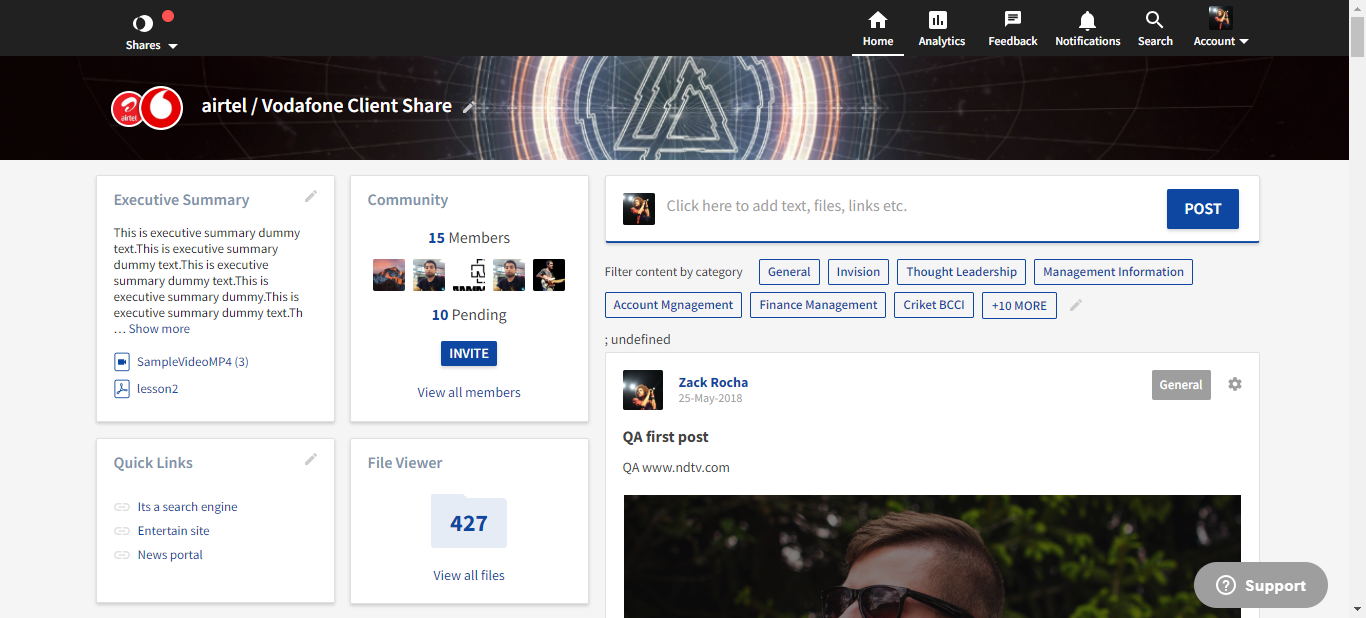 Shares
Home
Analytics
Feedback
Notifications
Search
Account
airtel
airtel / Vodafone Client Share
Executive Summary
This is executive summary dummy
text.This is executive summary
dummy text.This is executive
summary dummy text.This is
executive summary dummy.This is
executive summary dummy text.Th
… Show more
SampleVideoMP4 (3)
lesson2
Community
15 Members
10 Pending
INVITE
View all members
Quick Links
Its a search engine
Entertain site
News portal
File Viewer
427
View all files
Click here to add text, files, links etc.
POST
Filter content by category
General
Invision
Thought Leadership
Management Information
Account Mgnagement
Finance Management
Criket BCCI
+10 MORE
; undefined
Zack Rocha
25-May-2018
General
QA first post
QA www.ndtv.com
Support